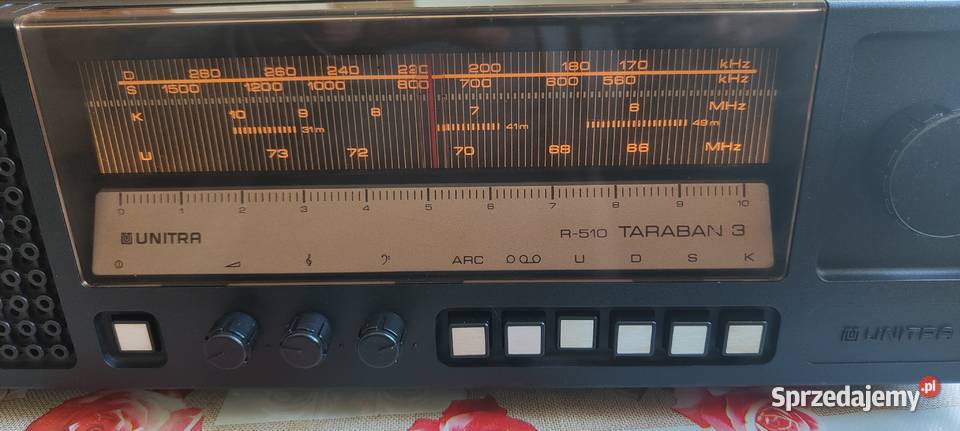 D 280 260 240 220 200 180 170 kHz
S 1500 1200 1000 800 700 600 560 kHz
K 10 9 8 7 6 MHz
31m 41m 49m
U 73 72 70 68 66 MHz
0 1 2 3 4 5 6 7 8 9 10
UNITRA R-510 TARABAN 3
ARC U D S K
UNITRA
Sprzedajemy.pl